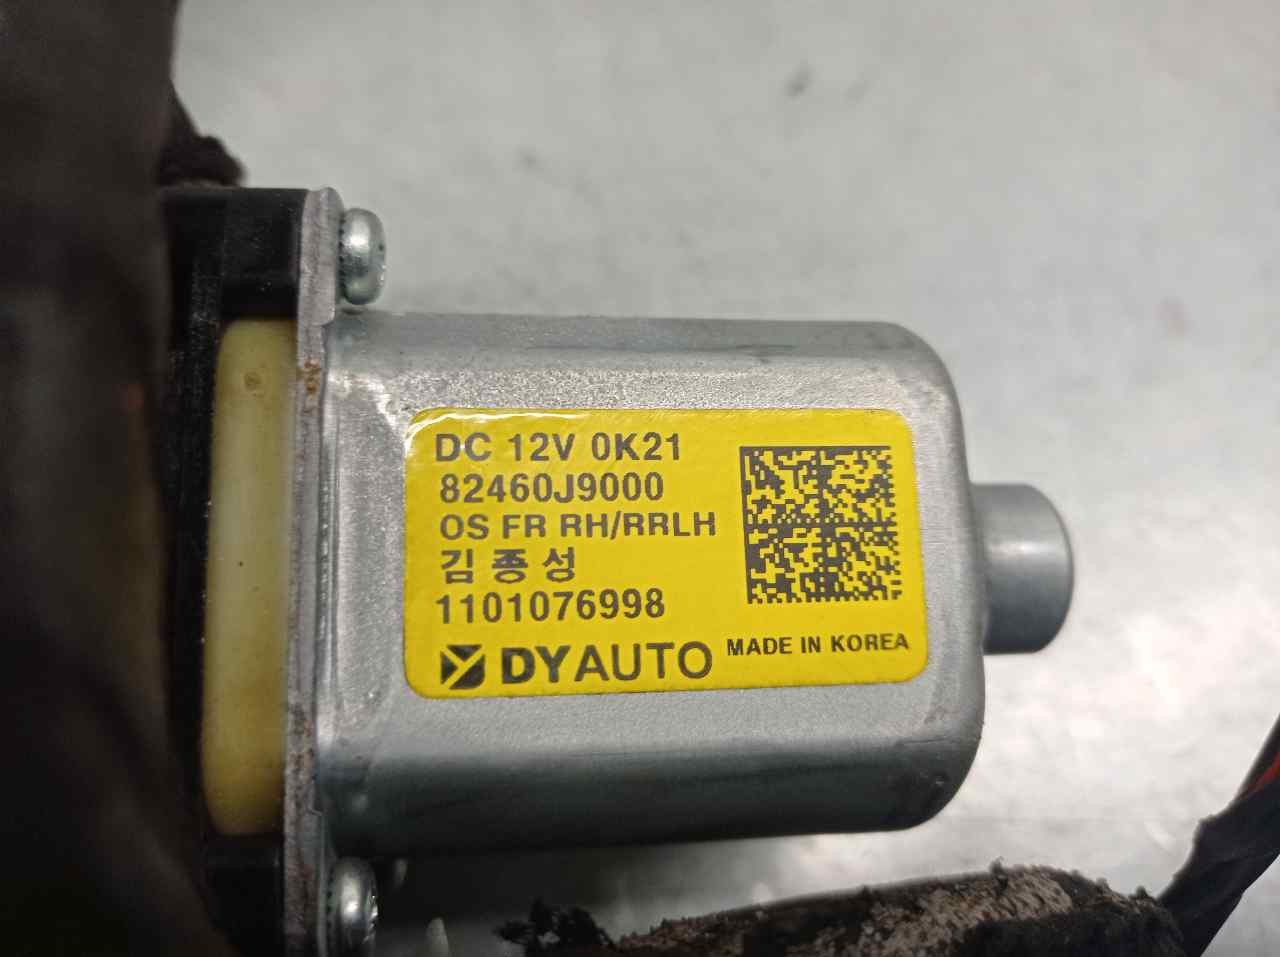 DC 12V 0K21
82460J9000
OS FR RH/RRLH
김종성
1101076998
DYAUTO MADE IN KOREA